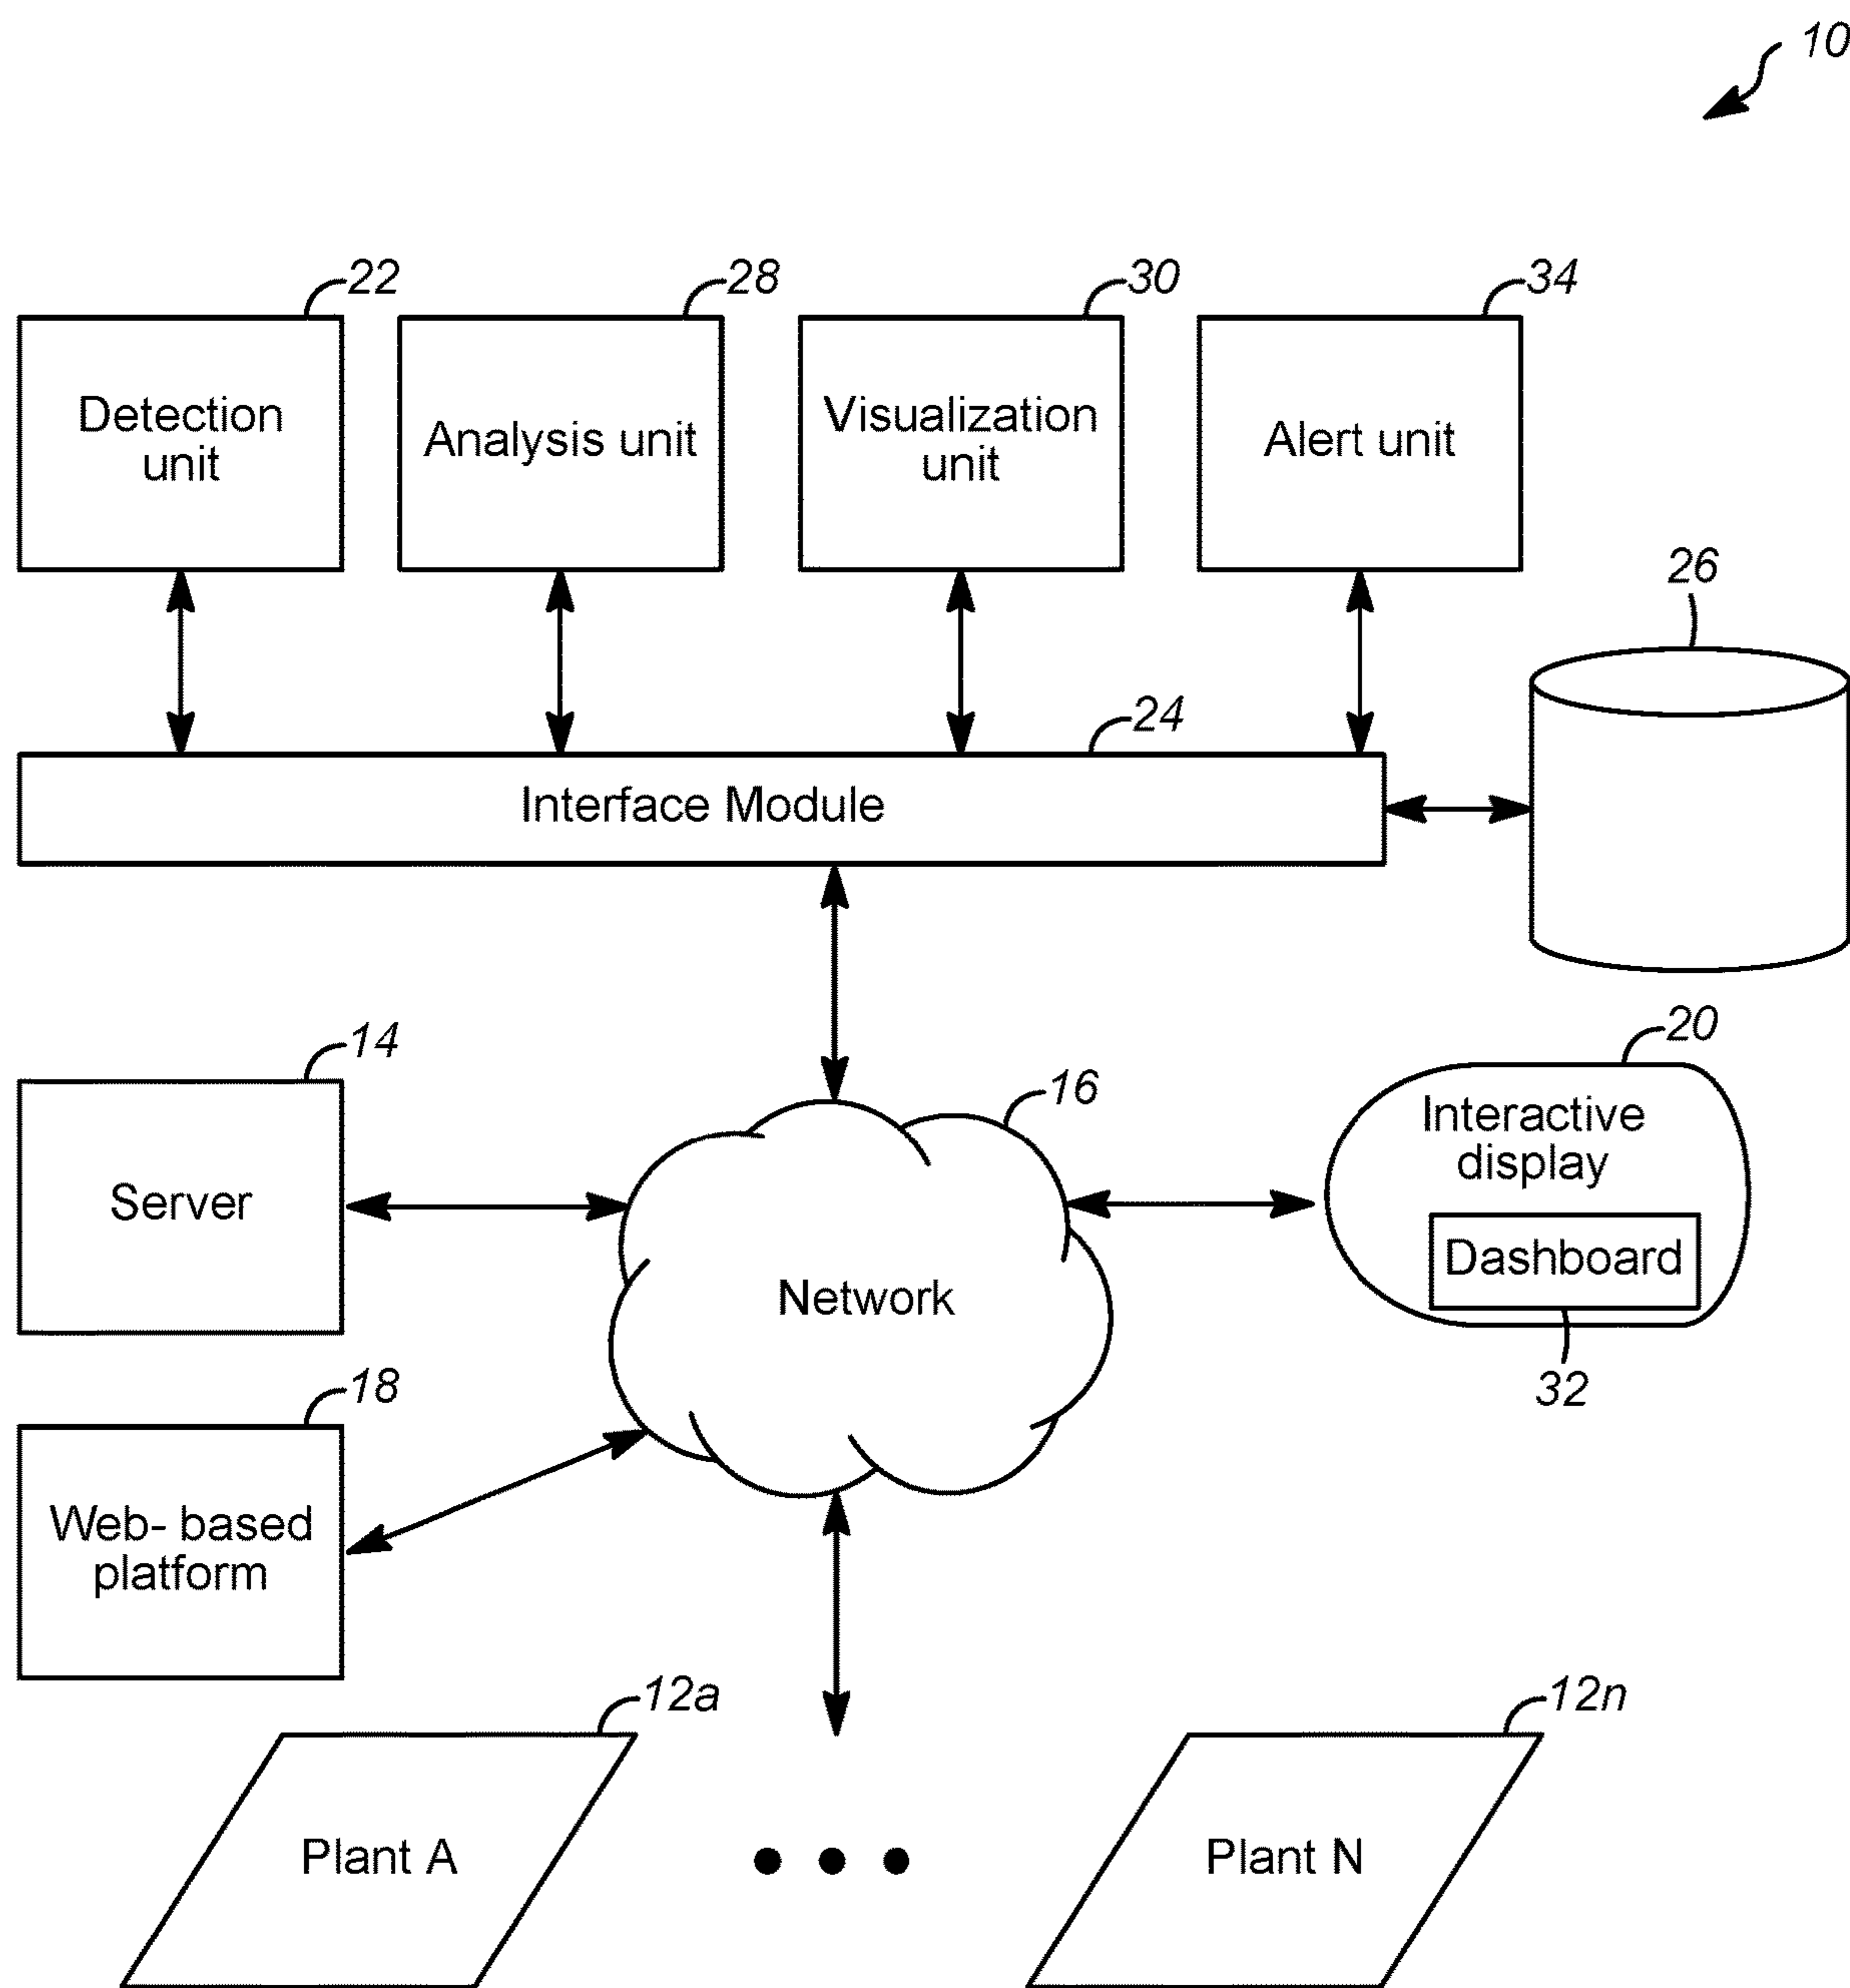 10
22
28
30
34
Detection
unit
Analysis unit
Visualization
unit
Alert unit
26
24
Interface Module
14
20
16
Server
Interactive
display
Dashboard
Network
32
18
Web- based
platform
12a
12n
Plant A
Plant N